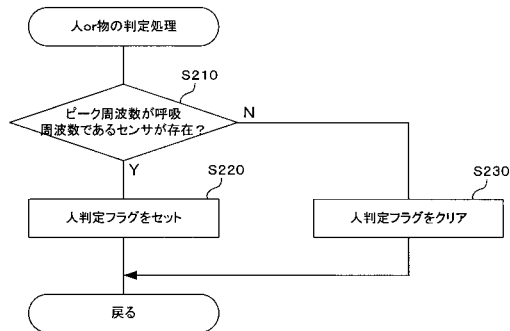 人or物の判定処理
S210
ピーク周波数が呼吸
周波数であるセンサが存在?
N
Y
S220
S230
人判定フラグをセット
人判定フラグをクリア
戻る